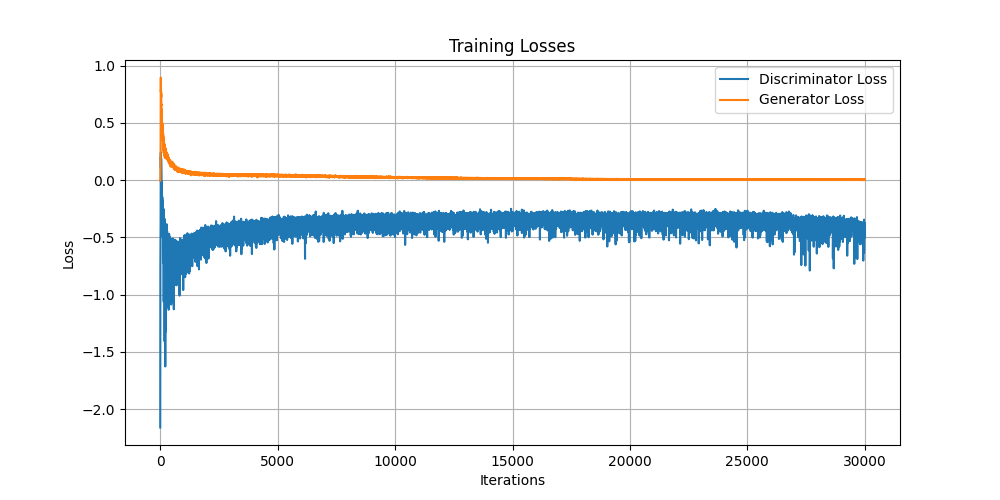 Training Losses
Discriminator Loss
Generator Loss
1.0
0.5
0.0
−0.5
−1.0
−1.5
−2.0
Loss
0 5000 10000 15000 20000 25000 30000
Iterations